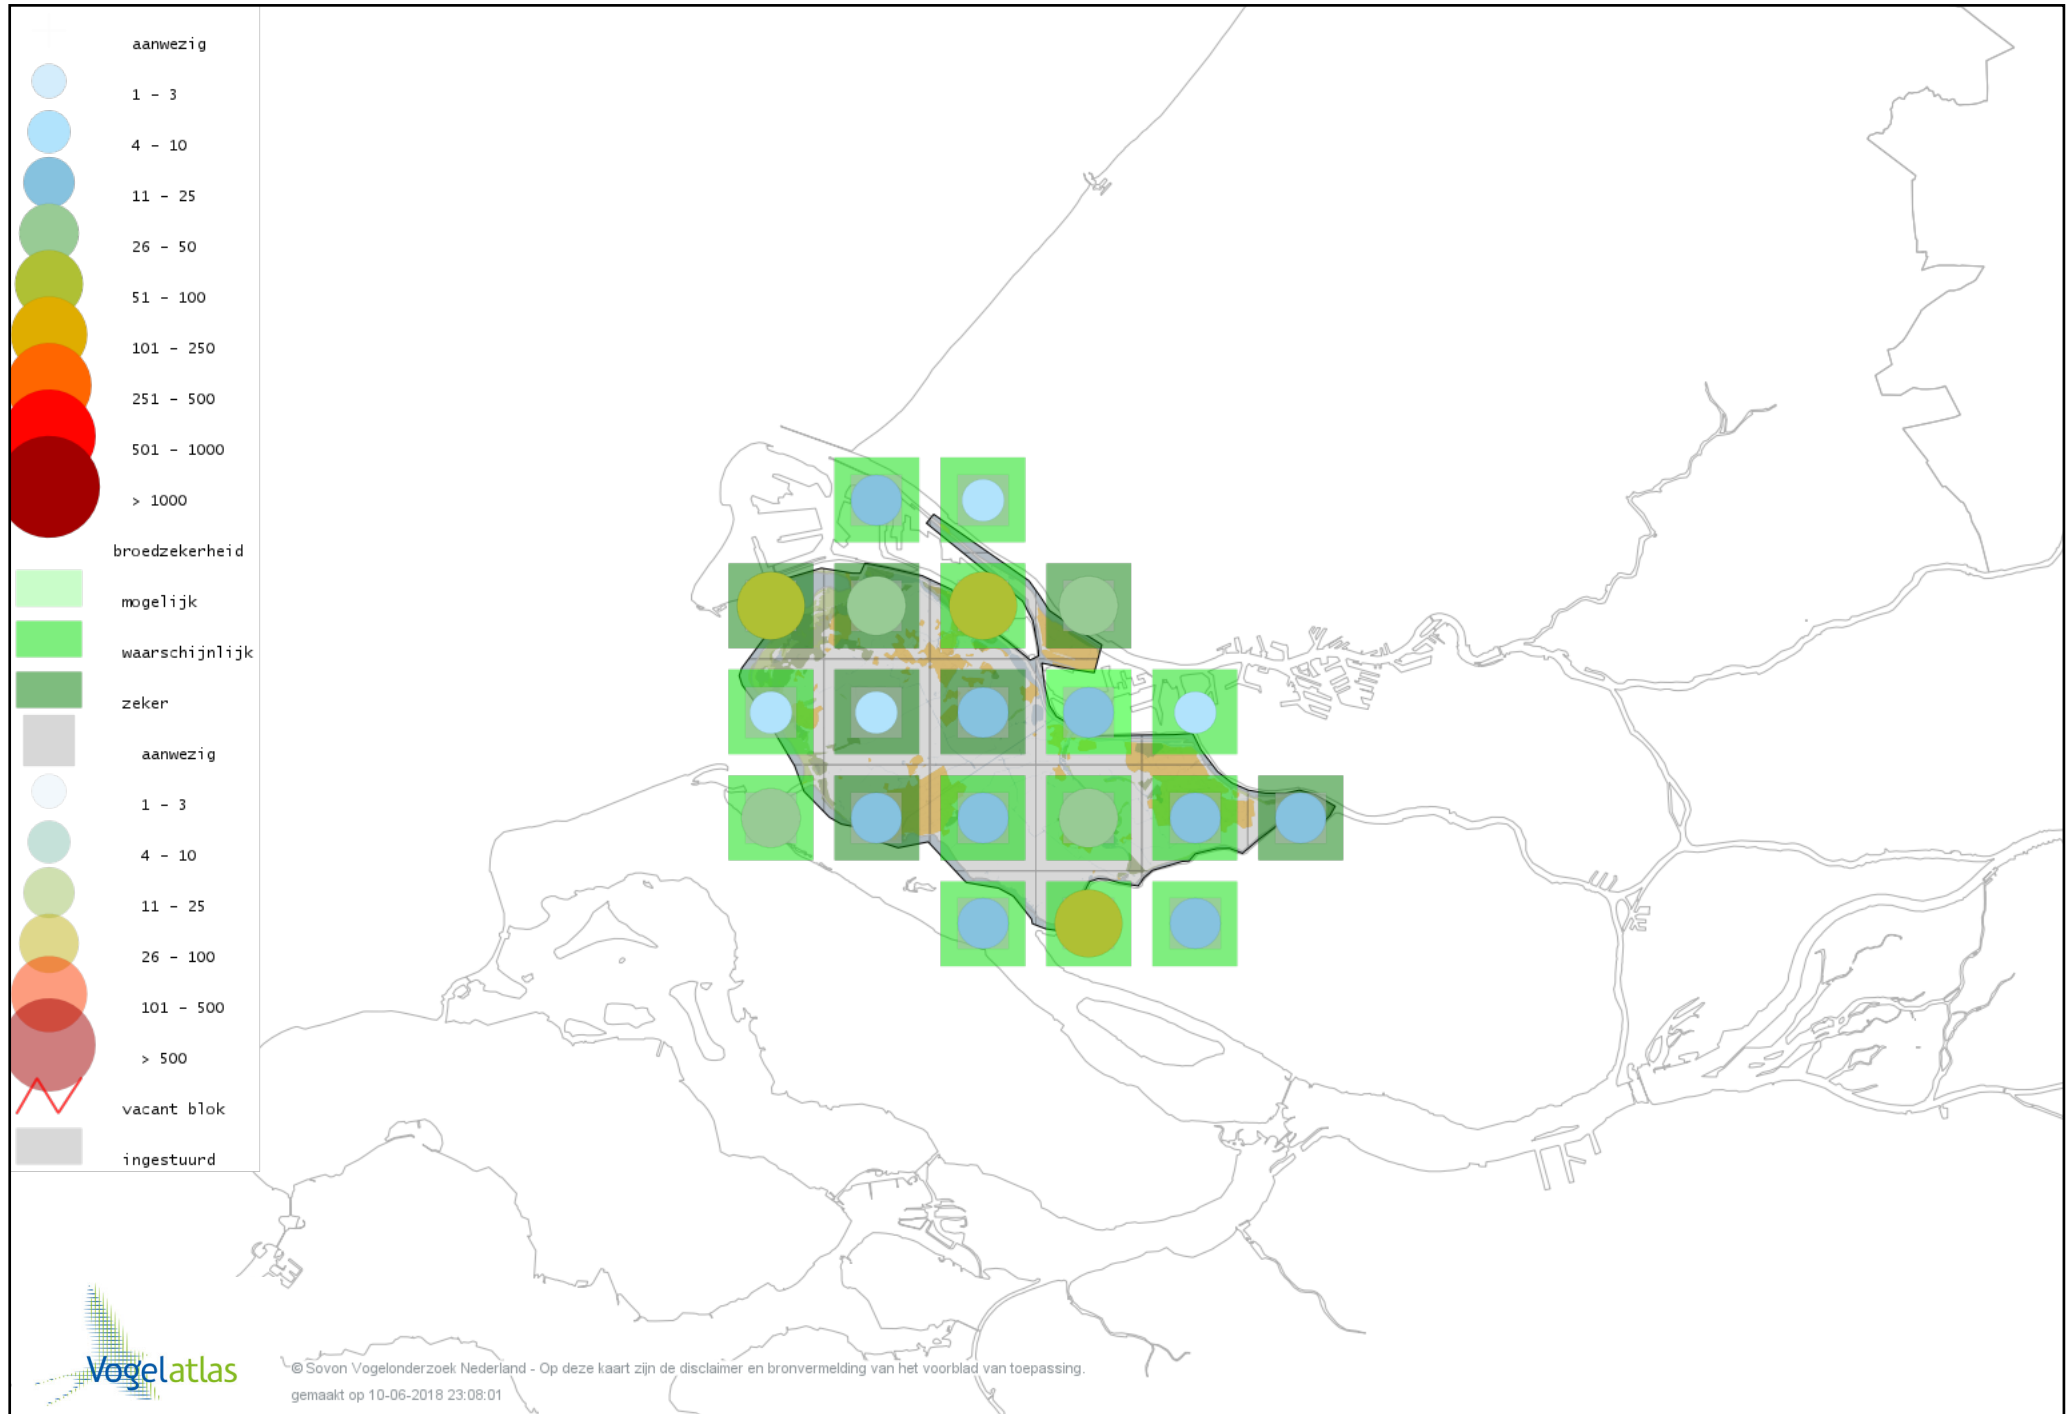 aanwezig
1 - 3
4 - 10
11 - 25
26 - 50
51 - 100
101 - 250
251 - 500
501 - 1000
> 1000
broedzekerheid
mogelijk
waarschijnlijk
zeker
aanwezig
1 - 3
4 - 10
11 - 25
26 - 100
101 - 500
> 500
vacant blok
ingestuurd
Vogelatlas
© Sovon Vogelonderzoek Nederland - Op deze kaart zijn de disclaimer en bronvermelding van het voorblad van toepassing.
gemaakt op 10-06-2018 23:08:01